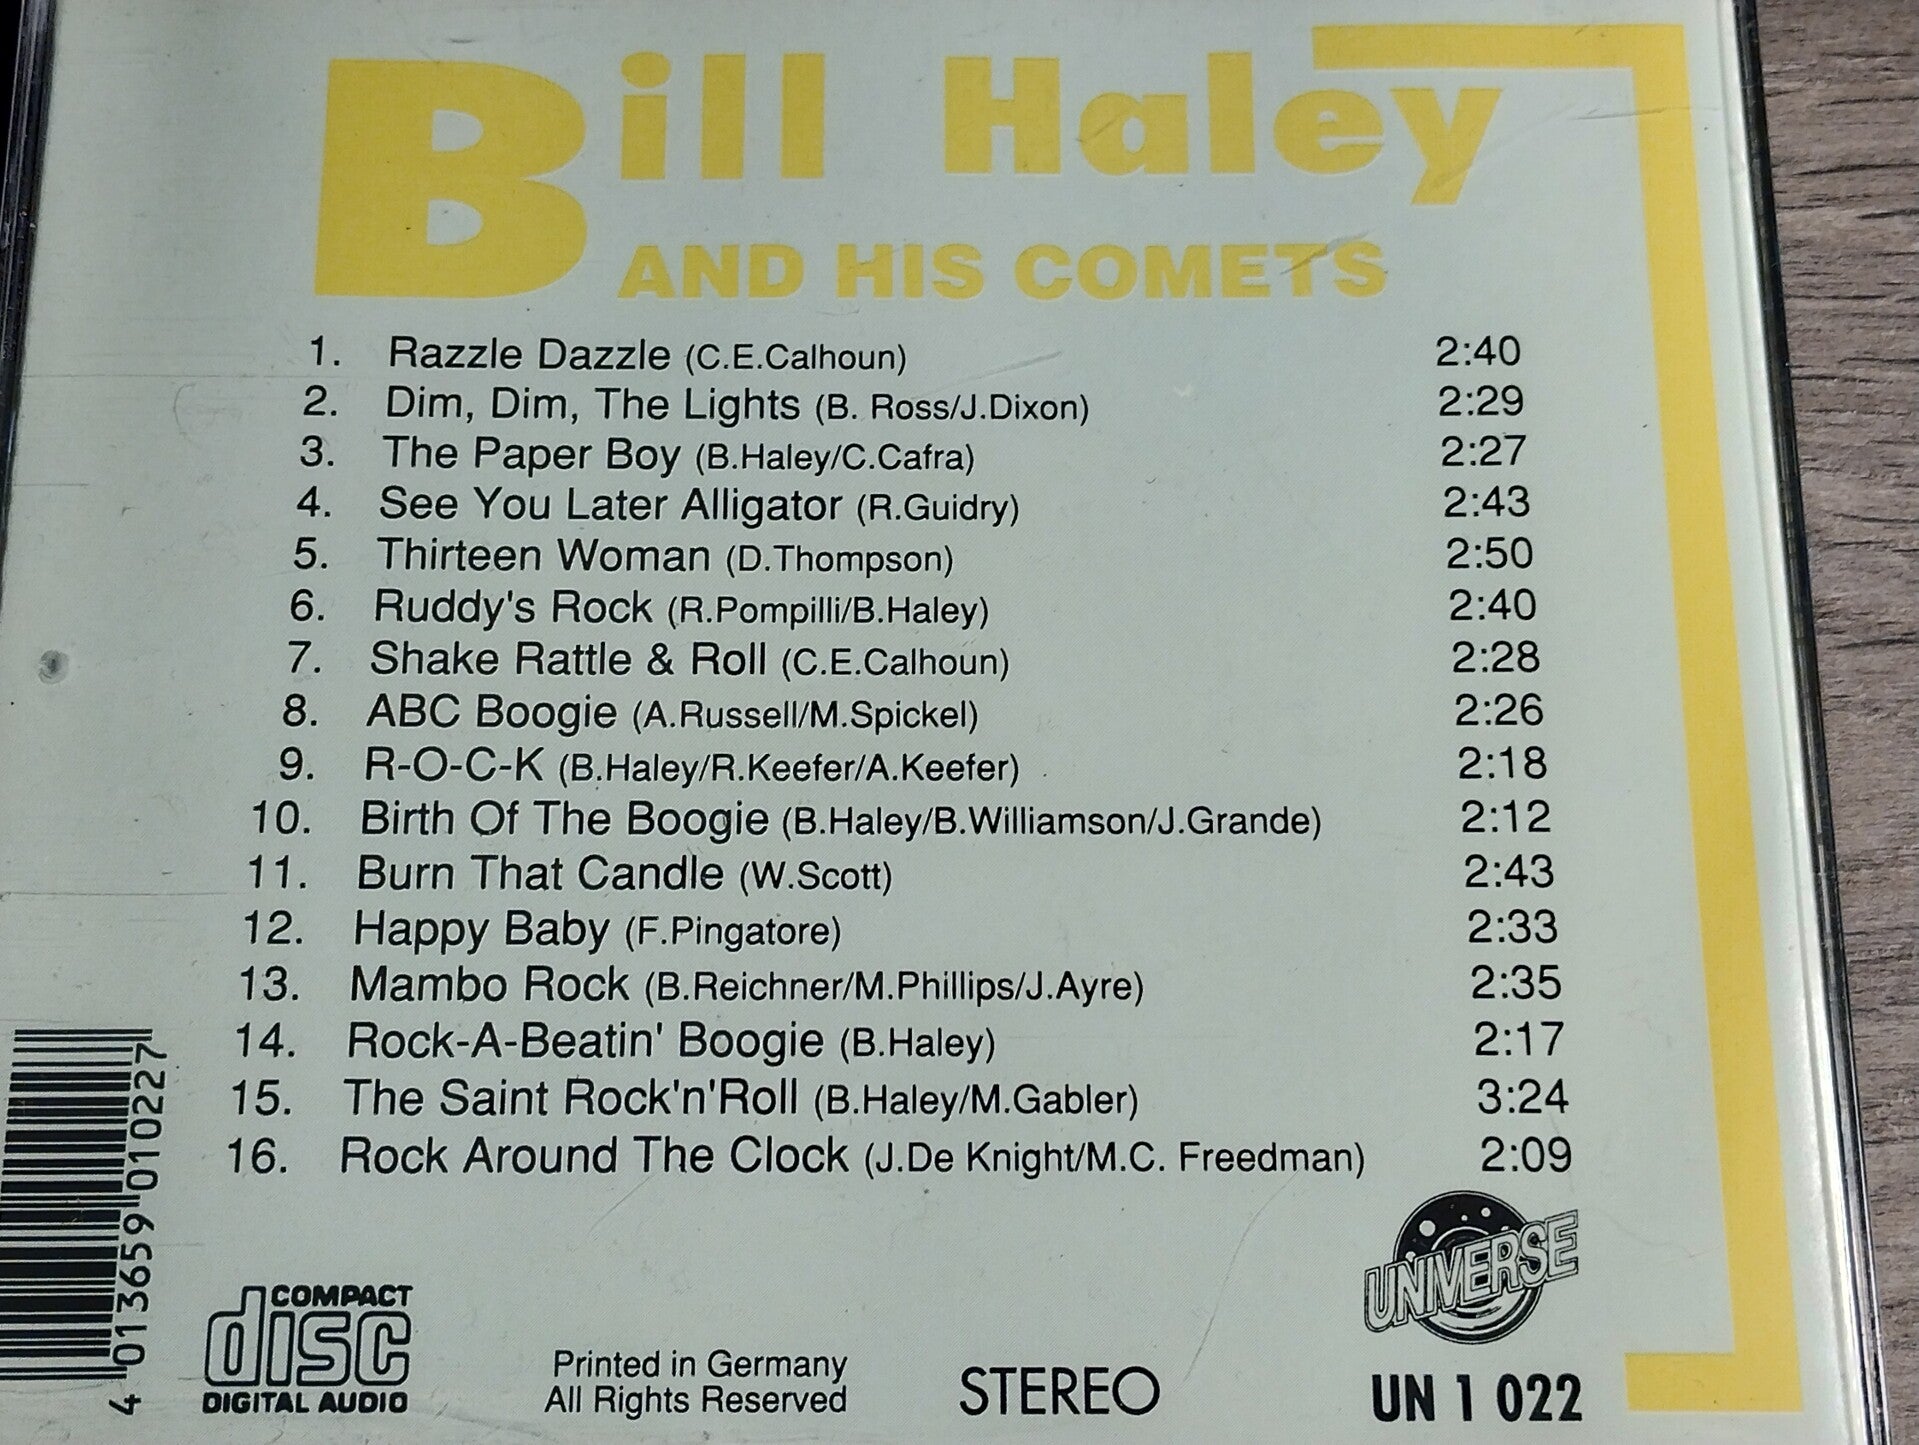 Bill Haley
AND HIS COMETS
1. Razzle Dazzle (C.E.Calhoun) 2:40
2. Dim, Dim, The Lights (B. Ross/J.Dixon) 2:29
3. The Paper Boy (B.Haley/C.Cafra) 2:27
4. See You Later Alligator (R.Guidry) 2:43
5. Thirteen Woman (D.Thompson) 2:50
6. Ruddy's Rock (R.Pompilli/B.Haley) 2:40
7. Shake Rattle & Roll (C.E.Calhoun) 2:28
8. ABC Boogie (A.Russell/M.Spickel) 2:26
9. R-O-C-K (B.Haley/R.Keefer/A.Keefer) 2:18
10. Birth Of The Boogie (B.Haley/B.Williamson/J.Grande) 2:12
11. Burn That Candle (W.Scott) 2:43
12. Happy Baby (F.Pingatore) 2:33
13. Mambo Rock (B.Reichner/M.Phillips/J.Ayre) 2:35
14. Rock-A-Beatin' Boogie (B.Haley) 2:17
15. The Saint Rock'n'Roll (B.Haley/M.Gabler) 3:24
16. Rock Around The Clock (J.De Knight/M.C. Freedman) 2:09
4 013659 010227
COMPACT
disc
DIGITAL AUDIO
Printed in Germany
All Rights Reserved
STEREO
UNIVERSE
UN 1 022